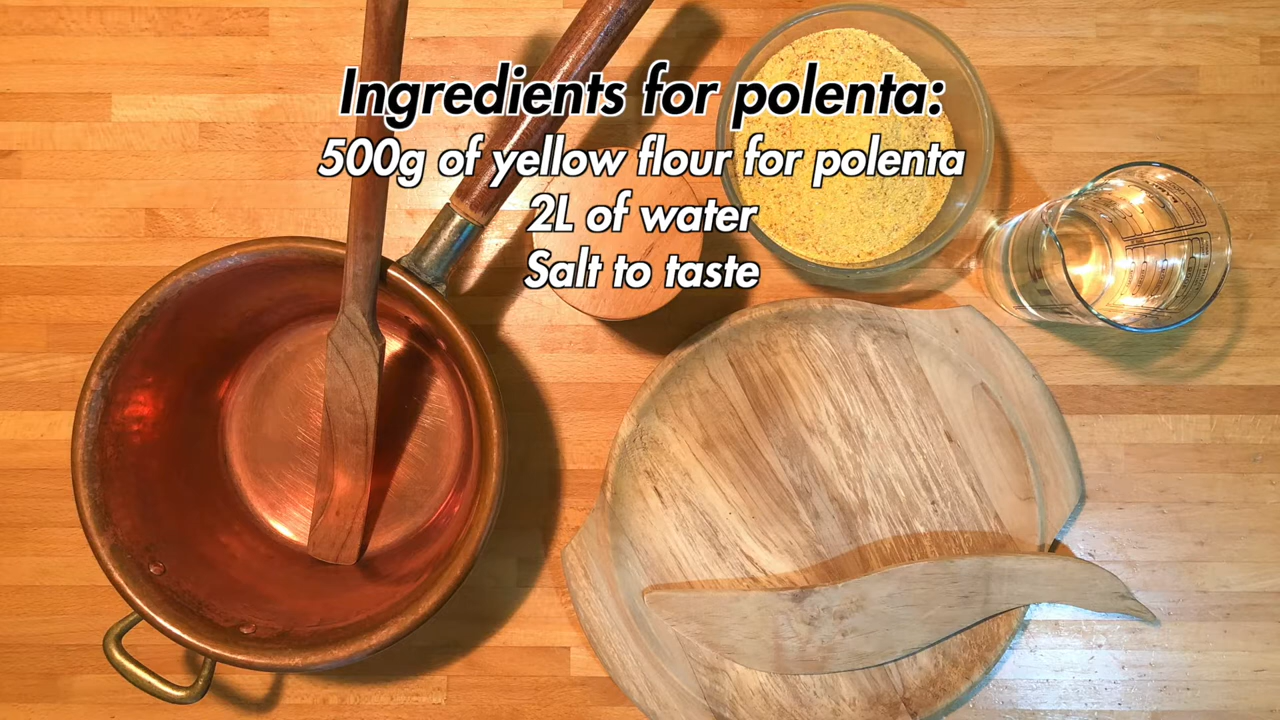 Ingredients for polenta:
500g of yellow flour for polenta
2L of water
Salt to taste